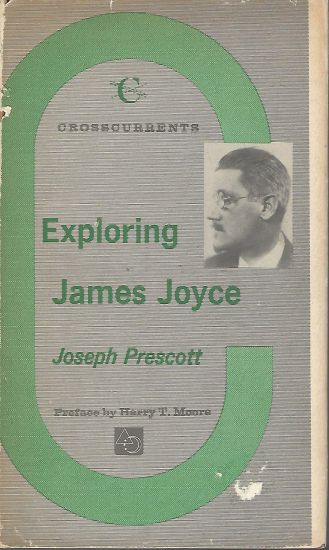 C
CROSSCURRENTS
Exploring
James Joyce
Joseph Prescott
Preface by Harry T. Moore